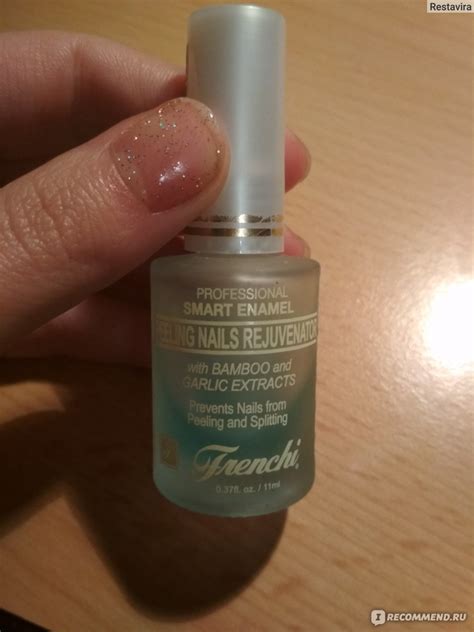 Restavira
PROFESSIONAL
SMART ENAMEL
PEELING NAILS REJUVENATOR
with BAMBOO and
GARLIC EXTRACTS
Prevents Nails from
Peeling and Splitting
Frenchi
0.37fl. oz. / 11ml
I RECOMMEND.RU